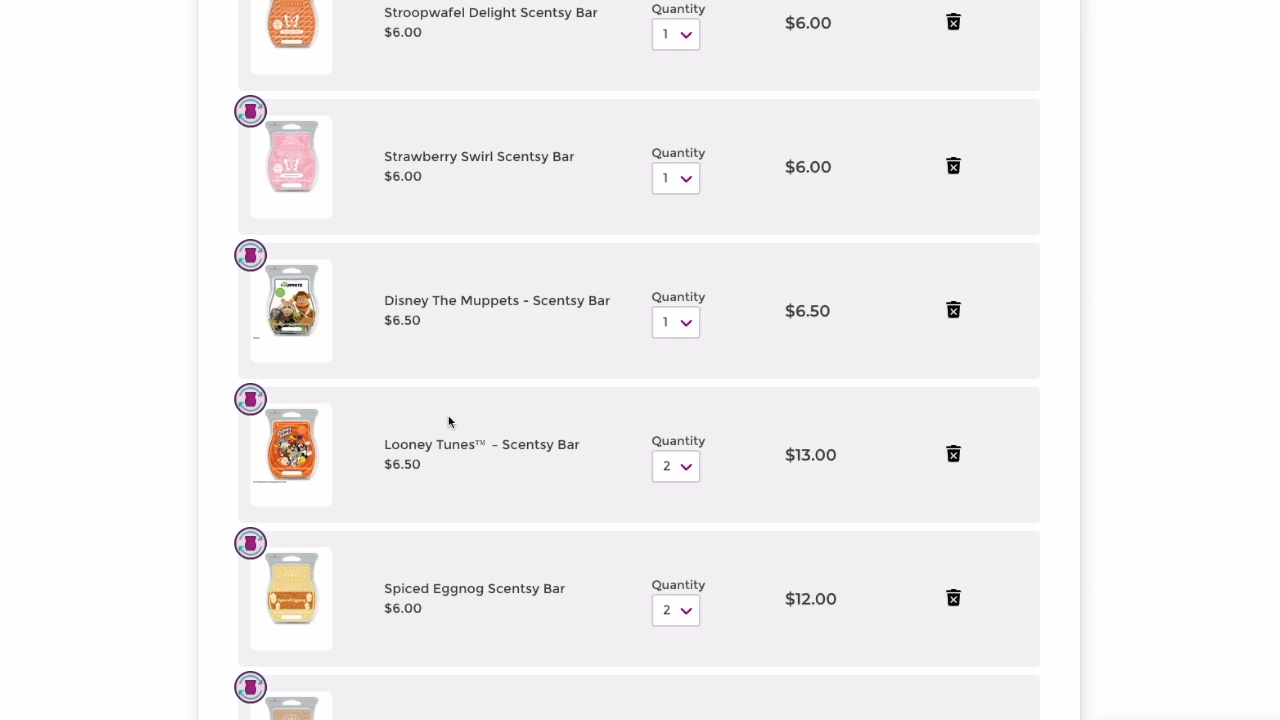 Stroopwafel Delight Scentsy Bar
$6.00
Quantity
1
$6.00
Strawberry Swirl Scentsy Bar
$6.00
Quantity
1
$6.00
Disney The Muppets - Scentsy Bar
$6.50
Quantity
1
$6.50
Looney Tunes™ - Scentsy Bar
$6.50
Quantity
2
$13.00
Spiced Eggnog Scentsy Bar
$6.00
Quantity
2
$12.00